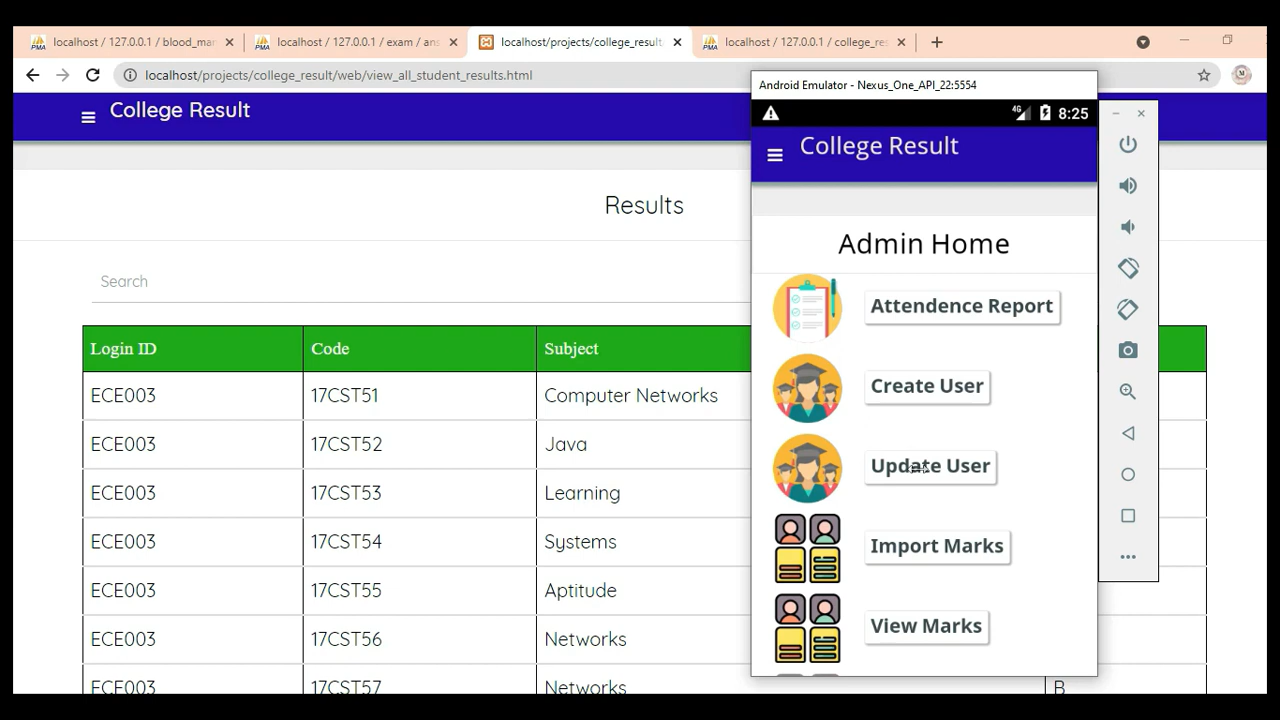 localhost / 127.0.0.1 / blood_mar
localhost / 127.0.0.1 / exam / ans
localhost/projects/college_result
localhost / 127.0.0.1 / college_res
localhost/projects/college_result/web/view_all_student_results.html
College Result
Results
Search
Login ID Code Subject
ECE003 17CST51 Computer Networks
ECE003 17CST52 Java
ECE003 17CST53 Learning
ECE003 17CST54 Systems
ECE003 17CST55 Aptitude
ECE003 17CST56 Networks
ECE003 17CST57 Networks B
Android Emulator - Nexus_One_API_22:5554
4G 8:25
College Result
Admin Home
Attendence Report
Create User
Update User
Import Marks
View Marks